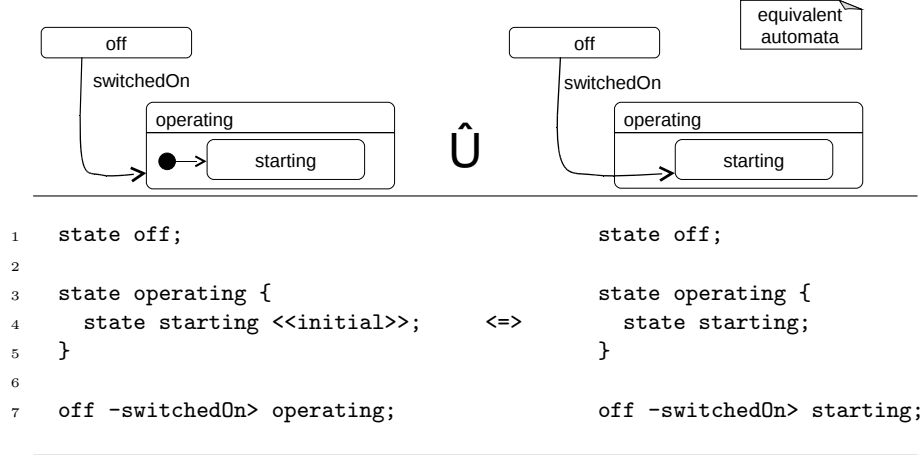 off
off
equivalent
automata
switchedOn
switchedOn
operating
operating
starting
Û
starting
1 state off; state off;
2
3 state operating { state operating {
4 state starting <<initial>>; <=> state starting;
5 } }
6
7 off -switchedOn> operating; off -switchedOn> starting;